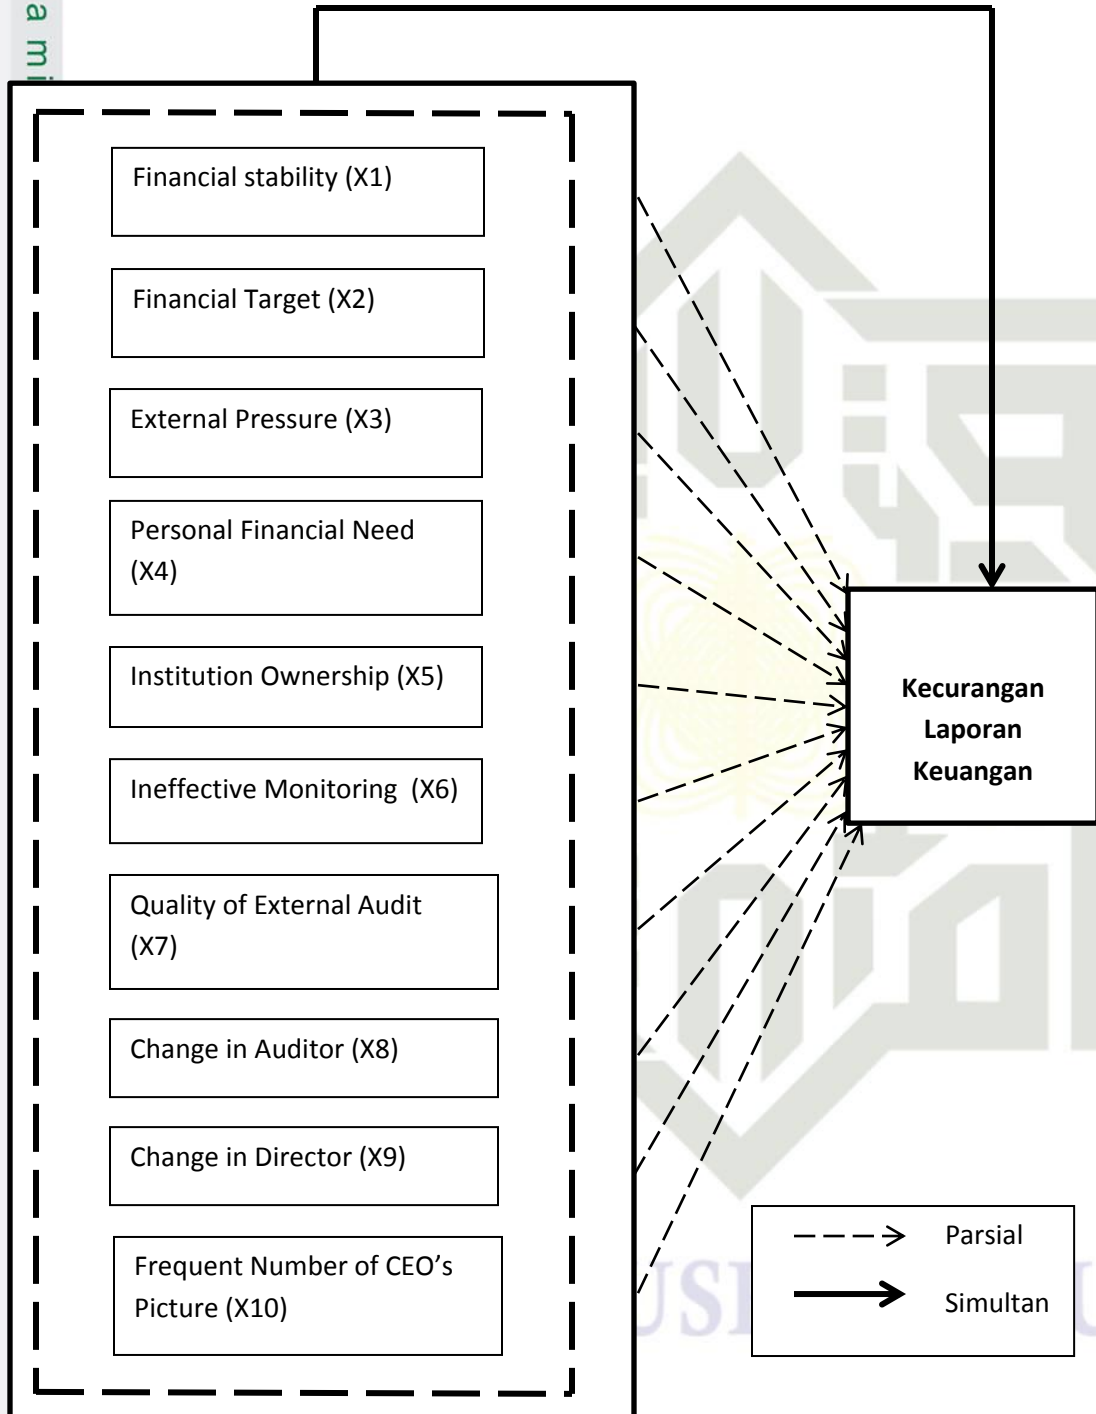 a mi
Financial stability (X1)
Financial Target (X2)
External Pressure (X3)
Personal Financial Need
(X4)
Institution Ownership (X5)
Ineffective Monitoring  (X6)
Quality of External Audit
(X7)
Change in Auditor (X8)
Change in Director (X9)
Frequent Number of CEO’s
Picture (X10)
Kecurangan
Laporan
Keuangan
Parsial
Simultan